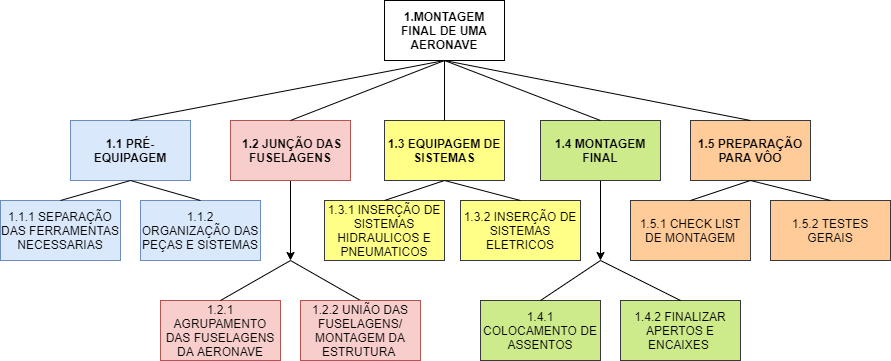 1.MONTAGEM
FINAL DE UMA
AERONAVE
1.1 PRÉ-
EQUIPAGEM
1.2 JUNÇÃO DAS
FUSELAGENS
1.3 EQUIPAGEM DE
SISTEMAS
1.4 MONTAGEM
FINAL
1.5 PREPARAÇÃO
PARA VÔO
1.1.1 SEPARAÇÃO
DAS FERRAMENTAS
NECESSARIAS
1.1.2
ORGANIZAÇÃO DAS
PEÇAS E SISTEMAS
1.3.1 INSERÇÃO DE
SISTEMAS
HIDRAULICOS E
PNEUMATICOS
1.3.2 INSERÇÃO DE
SISTEMAS
ELETRICOS
1.5.1 CHECK LIST
DE MONTAGEM
1.5.2 TESTES
GERAIS
1.2.1
AGRUPAMENTO
DAS FUSELAGENS
DA AERONAVE
1.2.2 UNIÃO DAS
FUSELAGENS/
MONTAGEM DA
ESTRUTURA
1.4.1
COLOCAMENTO DE
ASSENTOS
1.4.2 FINALIZAR
APERTOS E
ENCAIXES